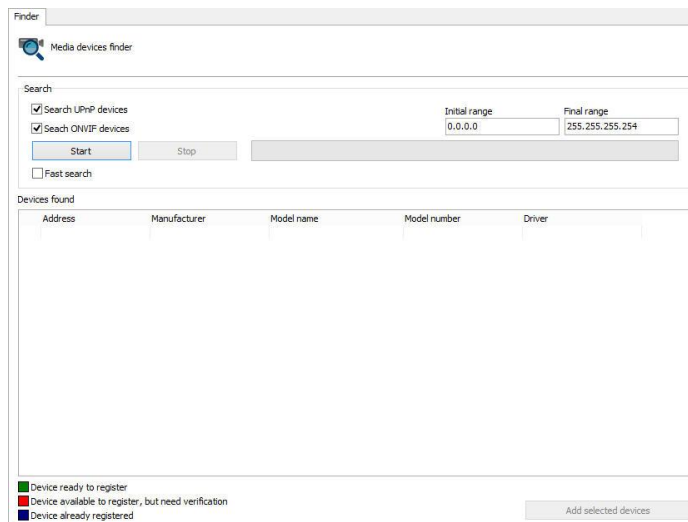 Finder
Media devices finder
Search
Search UPnP devices
Seach ONVIF devices
Initial range
Final range
0.0.0.0
255.255.255.254
Start
Stop
Fast search
Devices found
Address Manufacturer Model name Model number Driver
Device ready to register
Device available to register, but need verification
Device already registered
Add selected devices